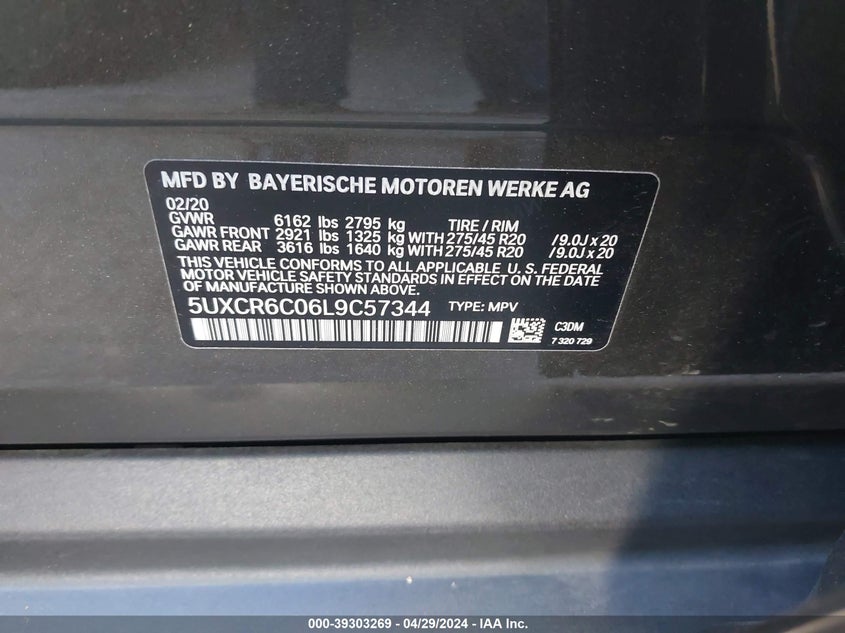 MFD BY BAYERISCHE MOTOREN WERKE AG
02/20
GVWR 6162 lbs 2795 kg TIRE / RIM
GAWR FRONT 2921 lbs 1325 kg WITH 275/45 R20 / 9.0J x 20
GAWR REAR 3616 lbs 1640 kg WITH 275/45 R20 / 9.0J x 20
THIS VEHICLE CONFORMS TO ALL APPLICABLE U. S. FEDERAL
MOTOR VEHICLE SAFETY STANDARDS IN EFFECT ON THE DATE
OF MANUFACTURE SHOWN ABOVE.
5UXCR6C06L9C57344 TYPE: MPV
C3DM
7 320 729
000-39303269 - 04/29/2024 - IAA Inc.